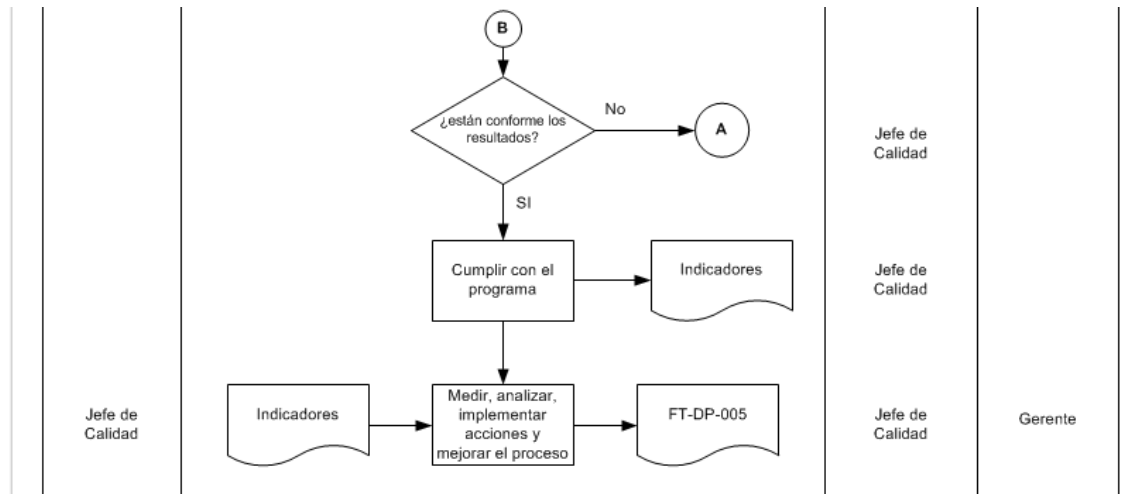 B
¿están conforme los
resultados?
No
A
Jefe de
Calidad
SI
Cumplir con el
programa
Indicadores
Jefe de
Calidad
Jefe de
Calidad
Indicadores
Medir, analizar,
implementar
acciones y
mejorar el proceso
FT-DP-005
Jefe de
Calidad
Gerente